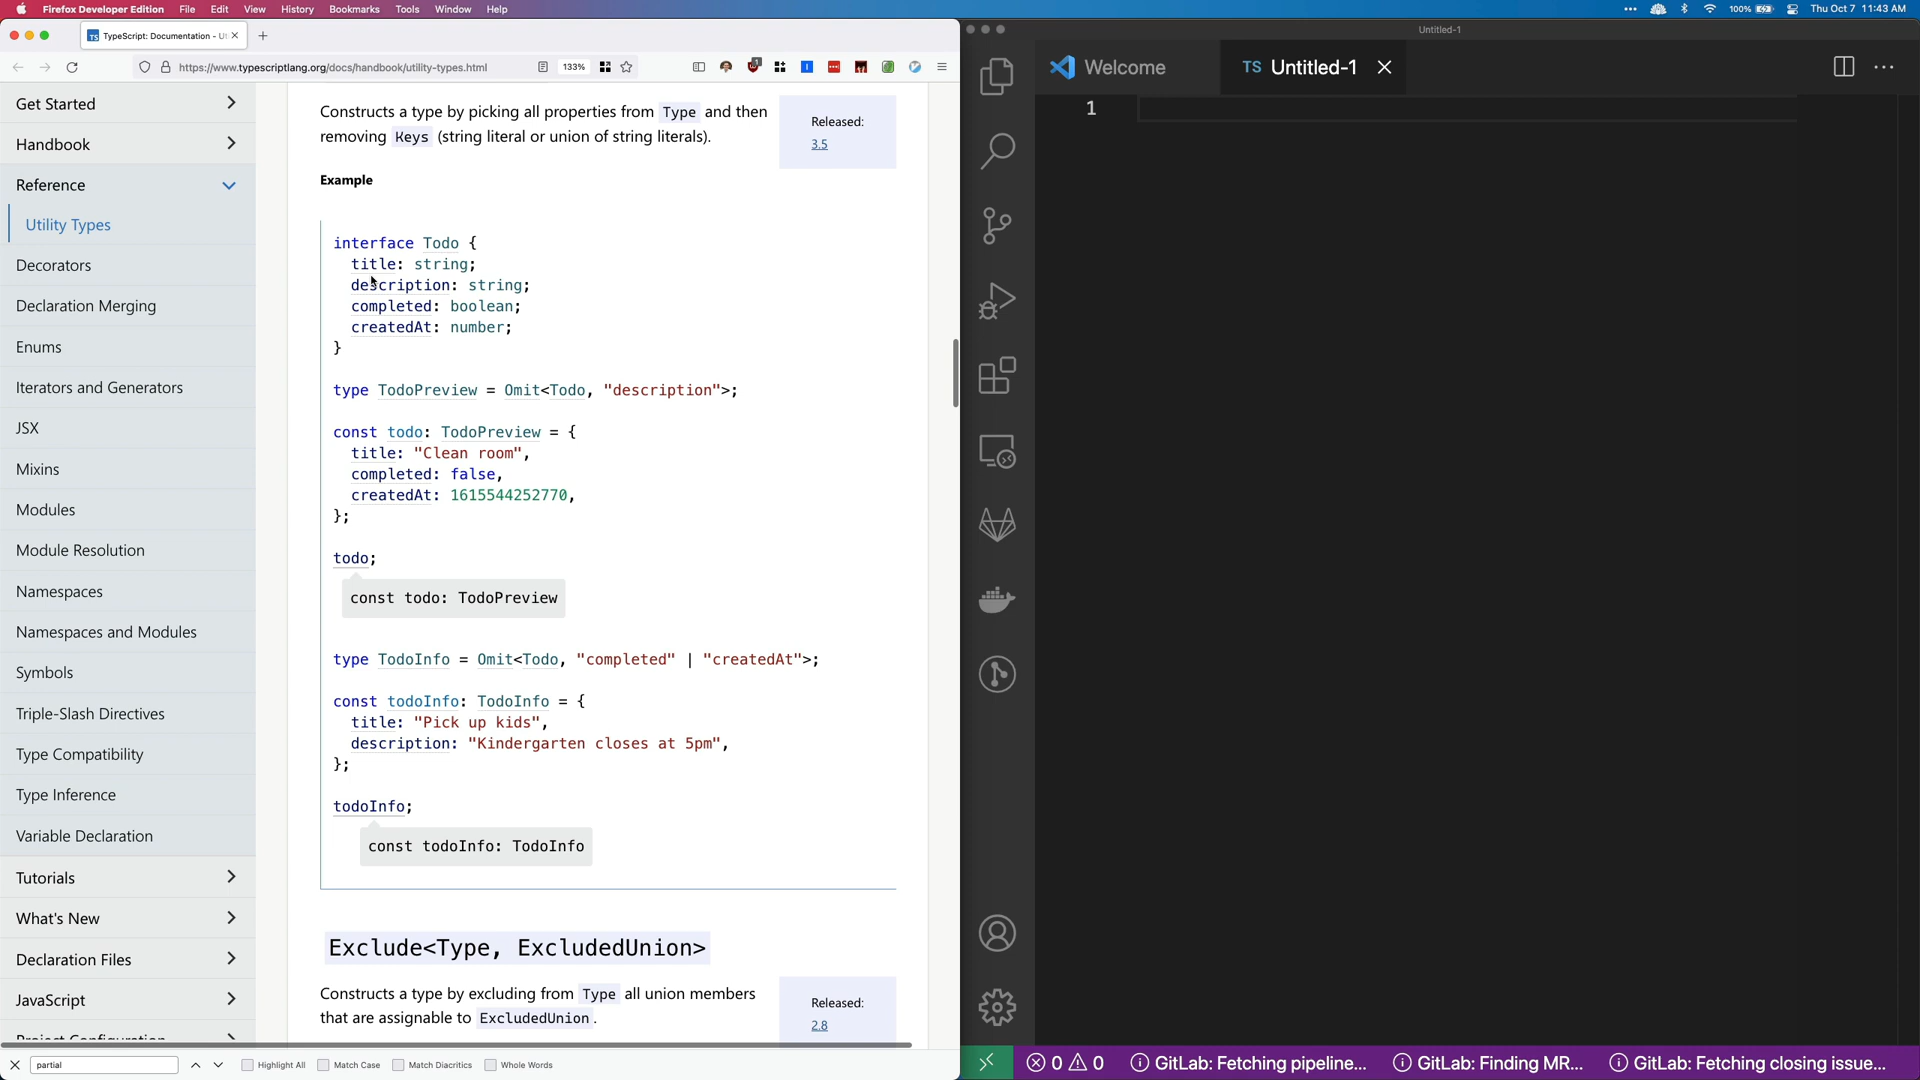 Firefox Developer Edition File Edit View History Bookmarks Tools Window Help
100% Thu Oct 7 11:43 AM
TS TypeScript: Documentation - Ut
https://www.typescriptlang.org/docs/handbook/utility-types.html
133%
1
Get Started
Handbook
Reference
Utility Types
Decorators
Declaration Merging
Enums
Iterators and Generators
JSX
Mixins
Modules
Module Resolution
Namespaces
Namespaces and Modules
Symbols
Triple-Slash Directives
Type Compatibility
Type Inference
Variable Declaration
Tutorials
What's New
Declaration Files
JavaScript
Constructs a type by picking all properties from Type and then
removing Keys (string literal or union of string literals).
Released:
3.5
Example
interface Todo {
title: string;
description: string;
completed: boolean;
createdAt: number;
}
type TodoPreview = Omit<Todo, "description">;
const todo: TodoPreview = {
title: "Clean room",
completed: false,
createdAt: 1615544252770,
};
todo;
const todo: TodoPreview
type TodoInfo = Omit<Todo, "completed" | "createdAt">;
const todoInfo: TodoInfo = {
title: "Pick up kids",
description: "Kindergarten closes at 5pm",
};
todoInfo;
const todoInfo: TodoInfo
Exclude<Type, ExcludedUnion>
Constructs a type by excluding from Type all union members
that are assignable to ExcludedUnion.
Released:
2.8
partial
Highlight All Match Case Match Diacritics Whole Words
Untitled-1
Welcome
TS Untitled-1
1
0 0 GitLab: Fetching pipeline... GitLab: Finding MR... GitLab: Fetching closing issue...